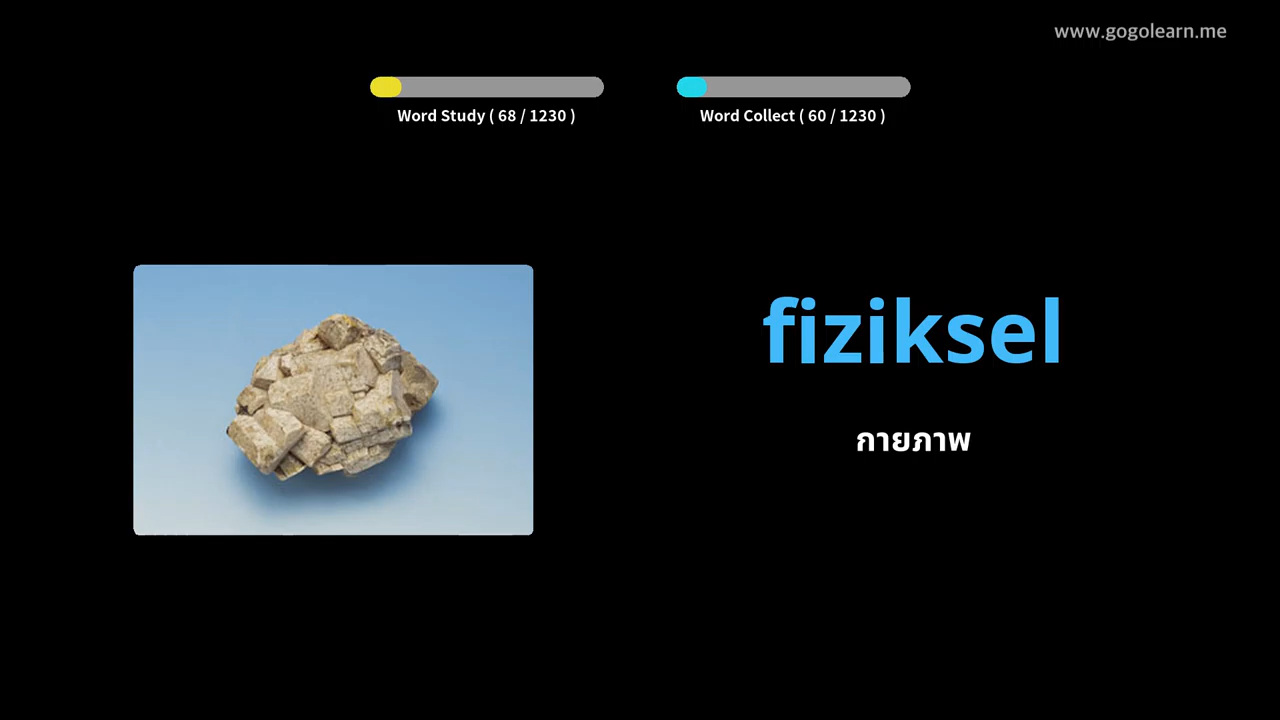 www.gogolearn.me
Word Study ( 68 / 1230 )
Word Collect ( 60 / 1230 )
fiziksel
กายภาพ